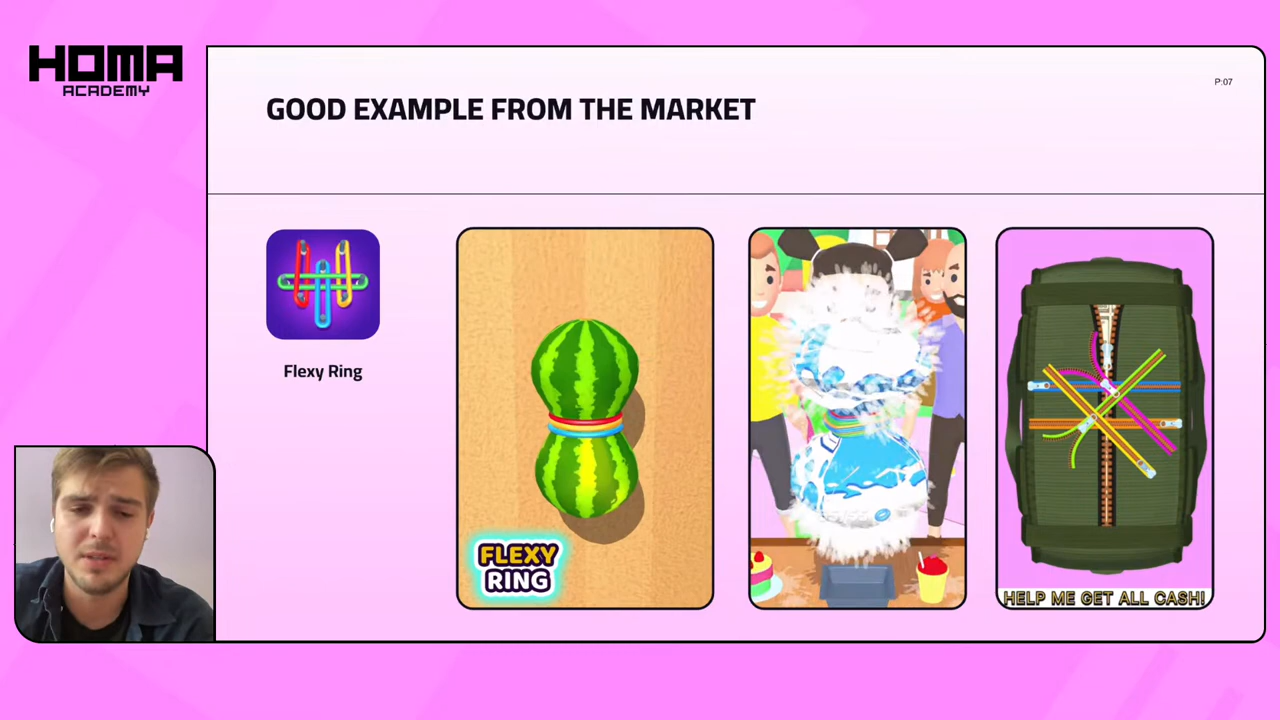 HOMA
ACADEMY
P:07
GOOD EXAMPLE FROM THE MARKET
Flexy Ring
FLEXY
RING
HELP ME GET ALL CASH!